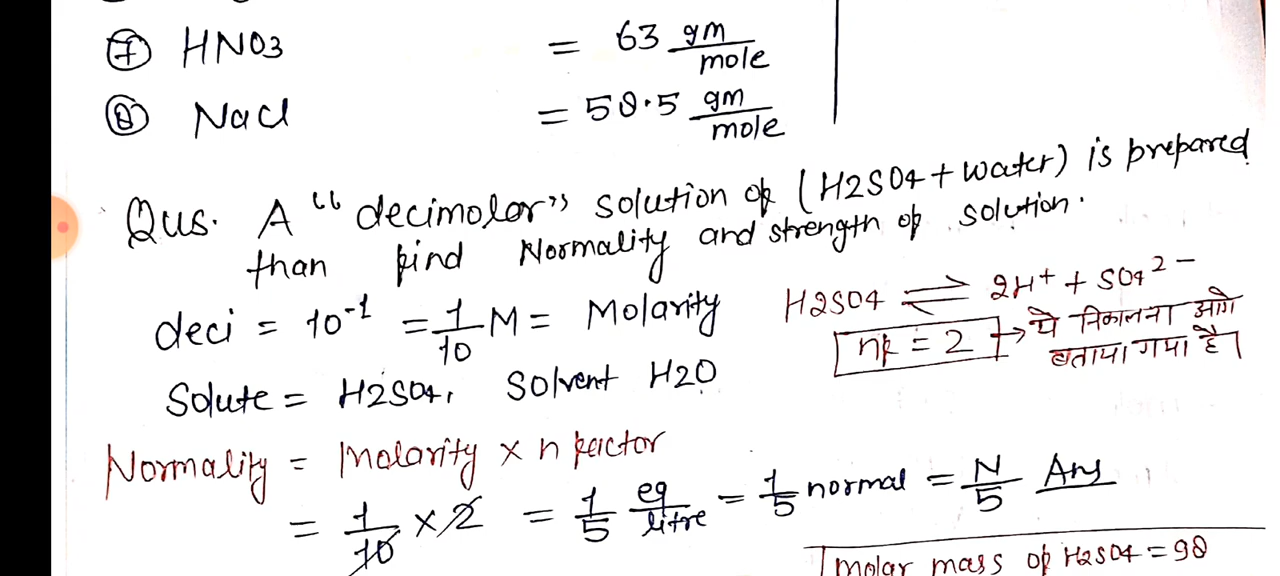 ⑦ HNO3 = 63 gm/mole
⑧ Nacl = 58.5 gm/mole
Qus. A "decimolor" solution of (H2SO4 + water) is prepared
than find Normality and strength of solution.
deci = 10^-1 = 1/10 M = Molarity
H2SO4 ⇌ 2H+ + SO4 2-
nf = 2 → ये निकालना आगे
बताया गया है।
Solute = H2SO4, Solvent H2O
Normality = Molarity × n factor
= 1/10 × 2 = 1/5 eq/litre = 1/5 normal = N/5 Ans
molar mass of H2SO4 = 98